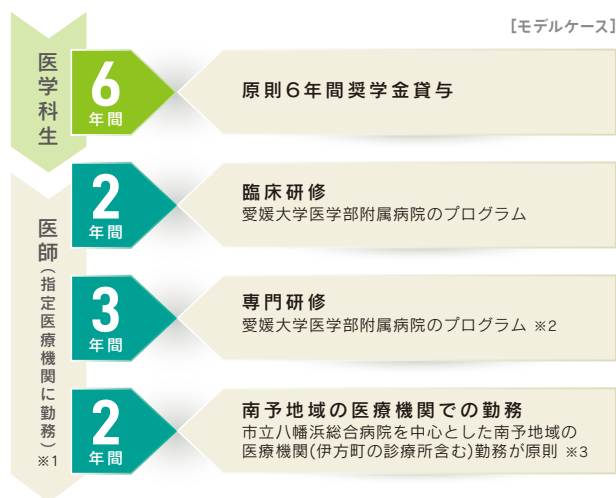 [モデルケース]
医学科生
6
年間
原則6年間奨学金貸与
医師(指定医療機関に勤務)
※1
2
年間
臨床研修
愛媛大学医学部附属病院のプログラム
3
年間
専門研修
愛媛大学医学部附属病院のプログラム ※2
2
年間
南予地域の医療機関での勤務
市立八幡浜総合病院を中心とした南予地域の
医療機関(伊方町の診療所含む)勤務が原則 ※3